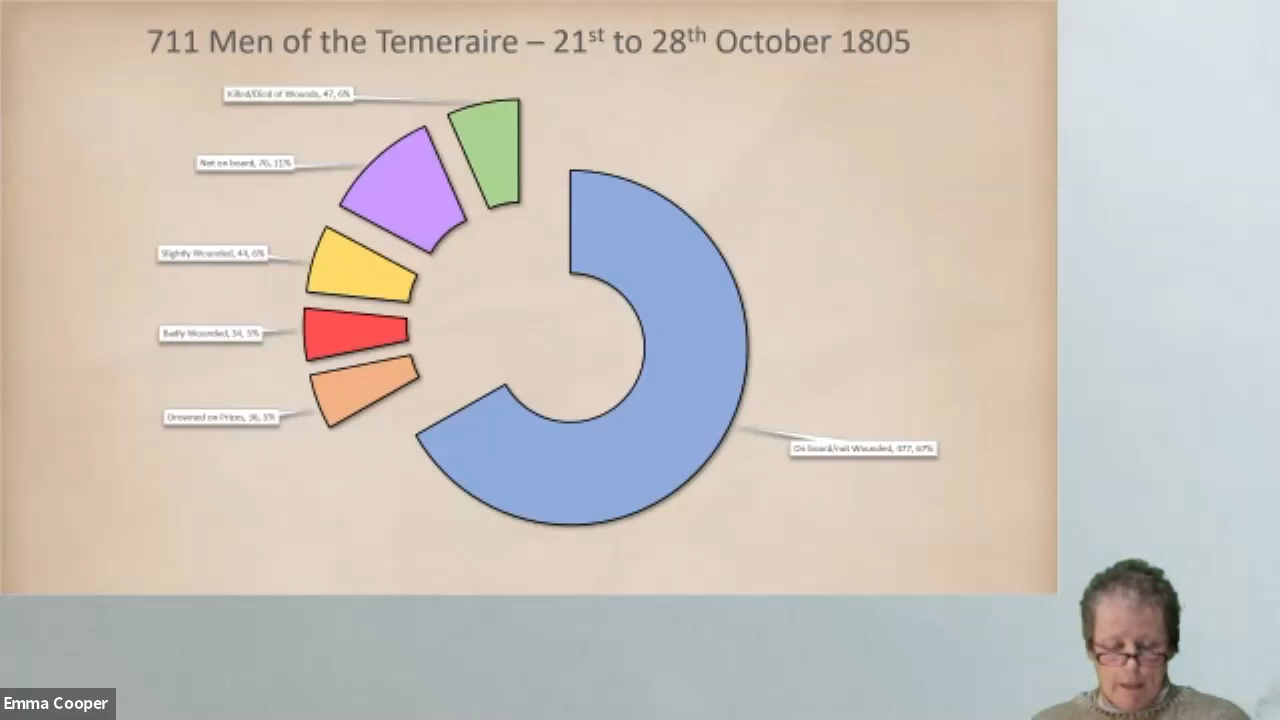 711 Men of the Temeraire – 21st to 28th October 1805
Killed/Died of Wounds, 47, 6%
Not on board, 76, 11%
Slightly Wounded, 44, 6%
Badly Wounded, 34, 5%
Drowned on Prizes, 36, 5%
On board/not Wounded, 477, 67%
Emma Cooper